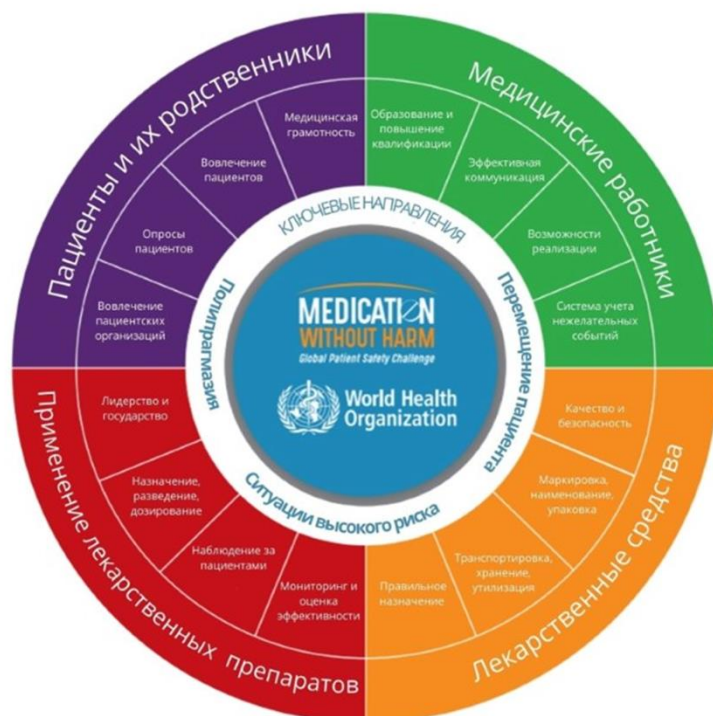 Пациенты и их родственники
Медицинская
грамотность
Вовлечение
пациентов
Опросы
пациентов
Вовлечение
пациентских
организаций
Медицинские работники
Образование и
повышение
квалификации
Эффективная
коммуникация
Возможности
реализации
Система учета
нежелательных
событий
КЛЮЧЕВЫЕ НАПРАВЛЕНИЯ
Полипрагмазия
Перемещение пациента
Ситуации высокого риска
MEDICATION
WITHOUT HARM
Global Patient Safety Challenge
World Health
Organization
Применение лекарственных препаратов
Лидерство и
государство
Назначение,
разведение,
дозирование
Наблюдение за
пациентами
Мониторинг и
оценка
эффективности
Лекарственные средства
Качество и
безопасность
Маркировка,
наименование,
упаковка
Транспортировка,
хранение,
утилизация
Правильное
назначение